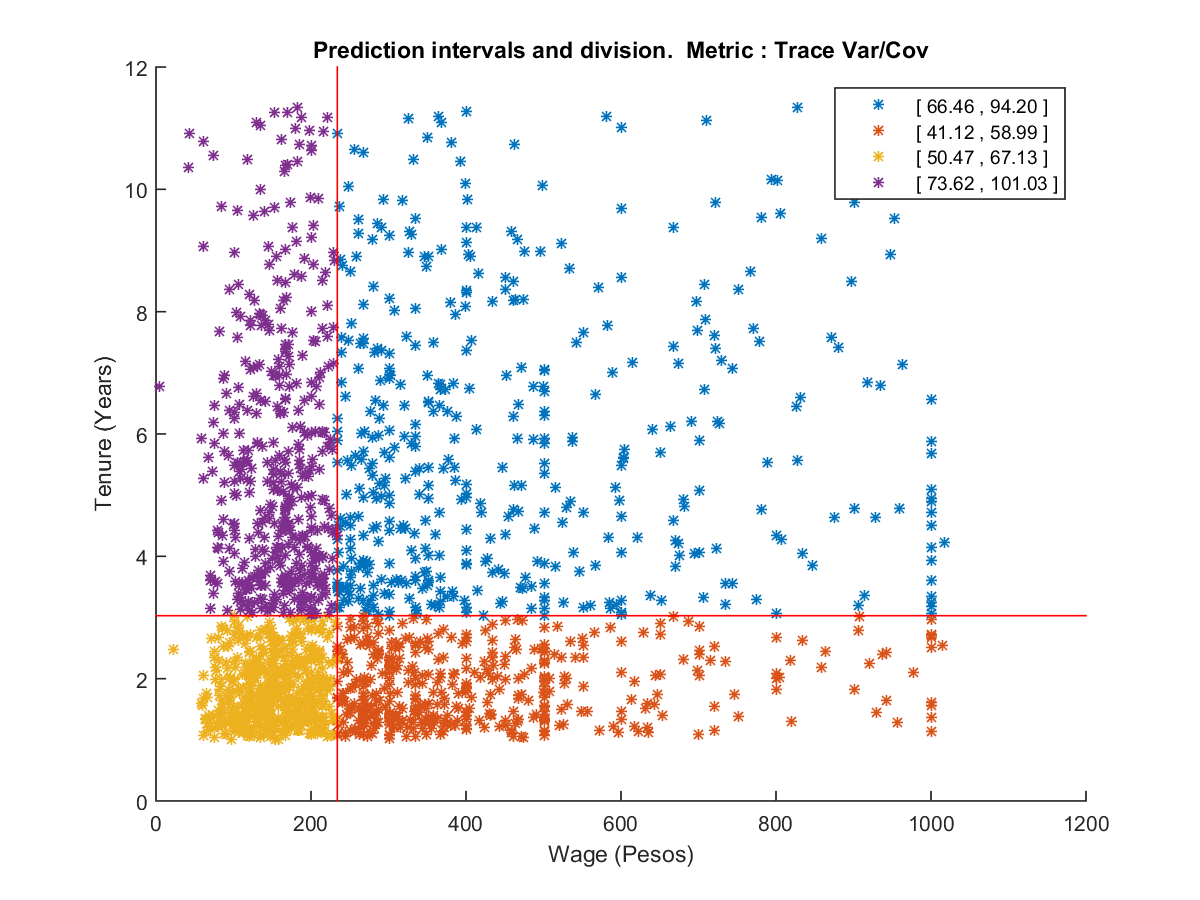 Prediction intervals and division.  Metric : Trace Var/Cov
12
10
8
6
4
2
0
Tenure (Years)
[ 66.46 , 94.20 ]
[ 41.12 , 58.99 ]
[ 50.47 , 67.13 ]
[ 73.62 , 101.03 ]
0 200 400 600 800 1000 1200
Wage (Pesos)